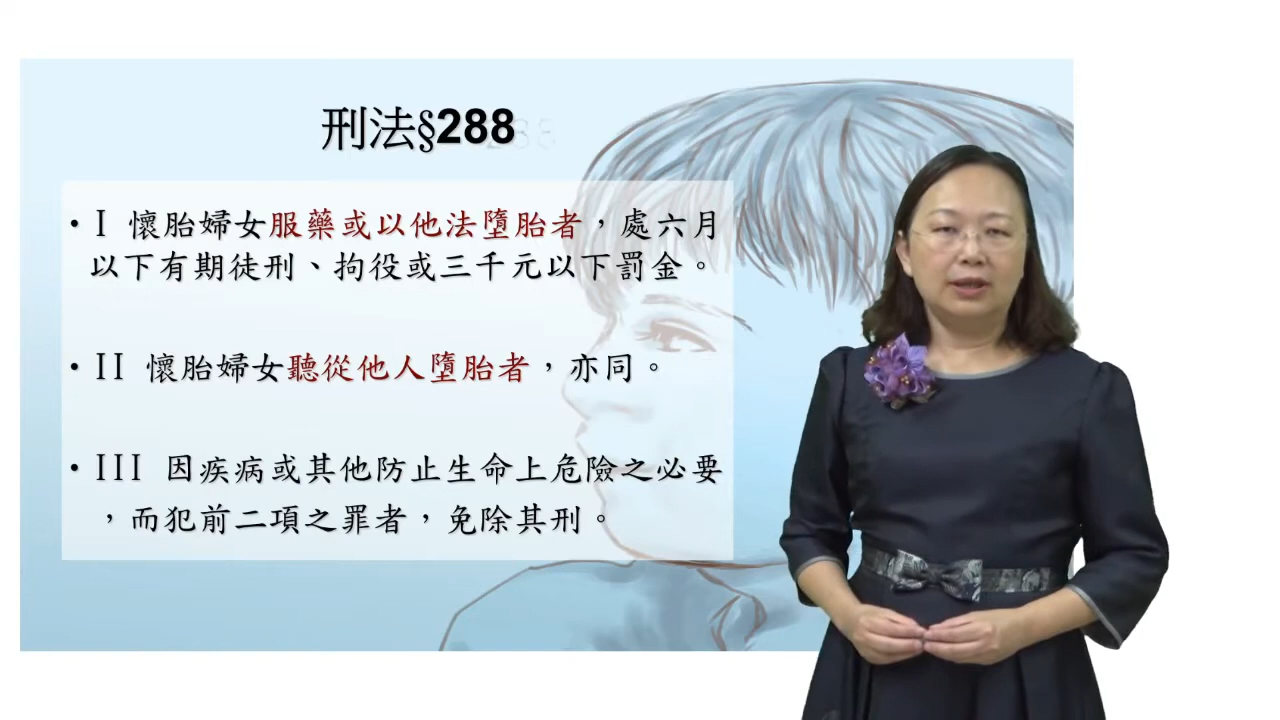 刑法§288
• I 懷胎婦女服藥或以他法墮胎者，處六月
以下有期徒刑、拘役或三千元以下罰金。
• II 懷胎婦女聽從他人墮胎者，亦同。
• III 因疾病或其他防止生命上危險之必要
，而犯前二項之罪者，免除其刑。